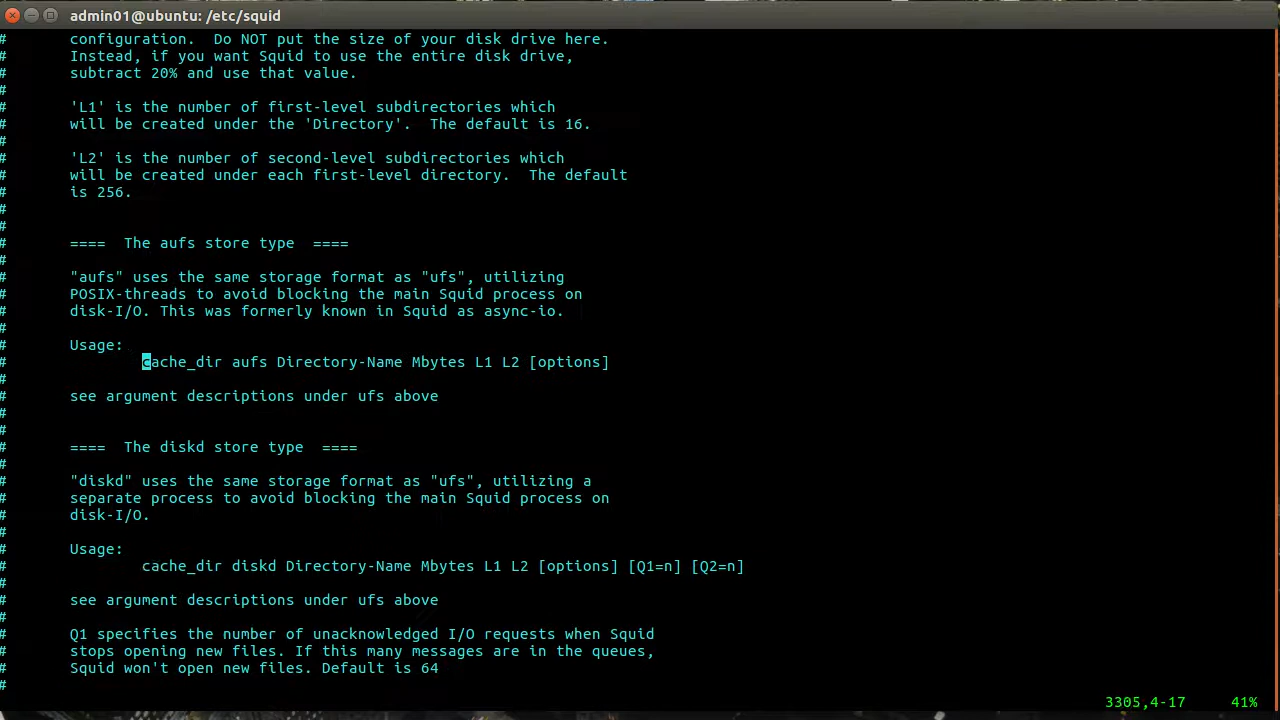 admin01@ubuntu: /etc/squid
#       configuration.  Do NOT put the size of your disk drive here.
#       Instead, if you want Squid to use the entire disk drive,
#       subtract 20% and use that value.
#
#       'L1' is the number of first-level subdirectories which
#       will be created under the 'Directory'.  The default is 16.
#
#       'L2' is the number of second-level subdirectories which
#       will be created under each first-level directory.  The default
#       is 256.
#
#
#       ====  The aufs store type  ====
#
#       "aufs" uses the same storage format as "ufs", utilizing
#       POSIX-threads to avoid blocking the main Squid process on
#       disk-I/O. This was formerly known in Squid as async-io.
#
#       Usage:
#               cache_dir aufs Directory-Name Mbytes L1 L2 [options]
#
#       see argument descriptions under ufs above
#
#
#       ====  The diskd store type  ====
#
#       "diskd" uses the same storage format as "ufs", utilizing a
#       separate process to avoid blocking the main Squid process on
#       disk-I/O.
#
#       Usage:
#               cache_dir diskd Directory-Name Mbytes L1 L2 [options] [Q1=n] [Q2=n]
#
#       see argument descriptions under ufs above
#
#       Q1 specifies the number of unacknowledged I/O requests when Squid
#       stops opening new files. If this many messages are in the queues,
#       Squid won't open new files. Default is 64
#
3305,4-17     41%